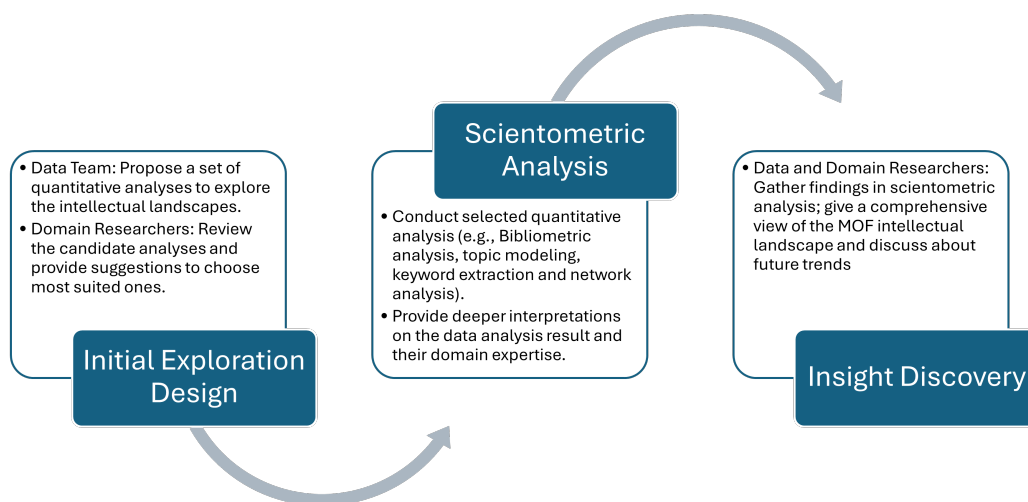 • Data Team: Propose a set of
quantitative analyses to explore
the intellectual landscapes.
• Domain Researchers: Review
the candidate analyses and
provide suggestions to choose
most suited ones.
Initial Exploration
Design
Scientometric
Analysis
• Conduct selected quantitative
analysis (e.g., Bibliometric
analysis, topic modeling,
keyword extraction and network
analysis).
• Provide deeper interpretations
on the data analysis result and
their domain expertise.
• Data and Domain Researchers:
Gather findings in scientometric
analysis; give a comprehensive
view of the MOF intellectual
landscape and discuss about
future trends
Insight Discovery